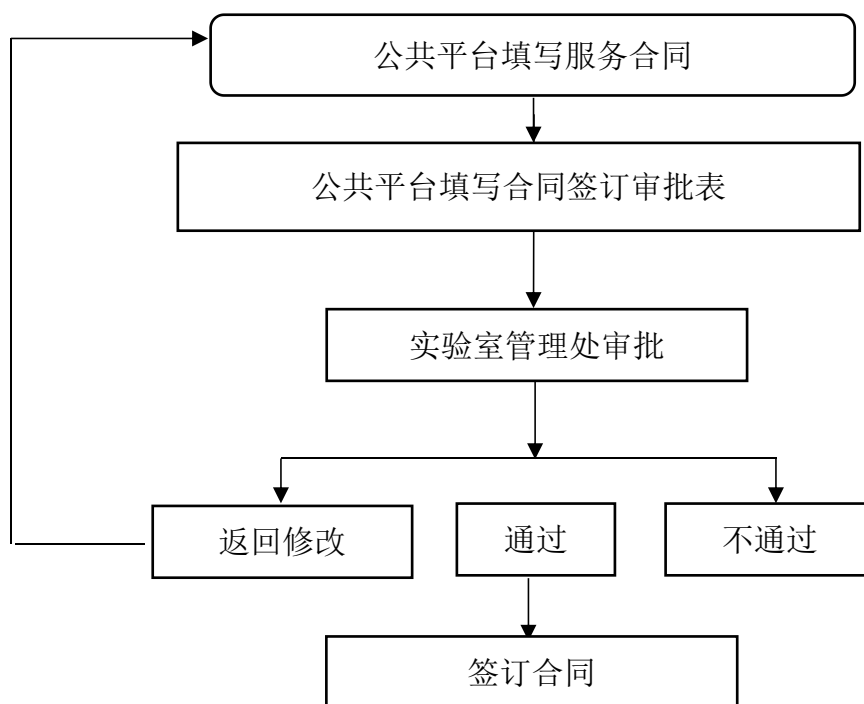 公共平台填写服务合同
公共平台填写合同签订审批表
实验室管理处审批
返回修改
通过
不通过
签订合同